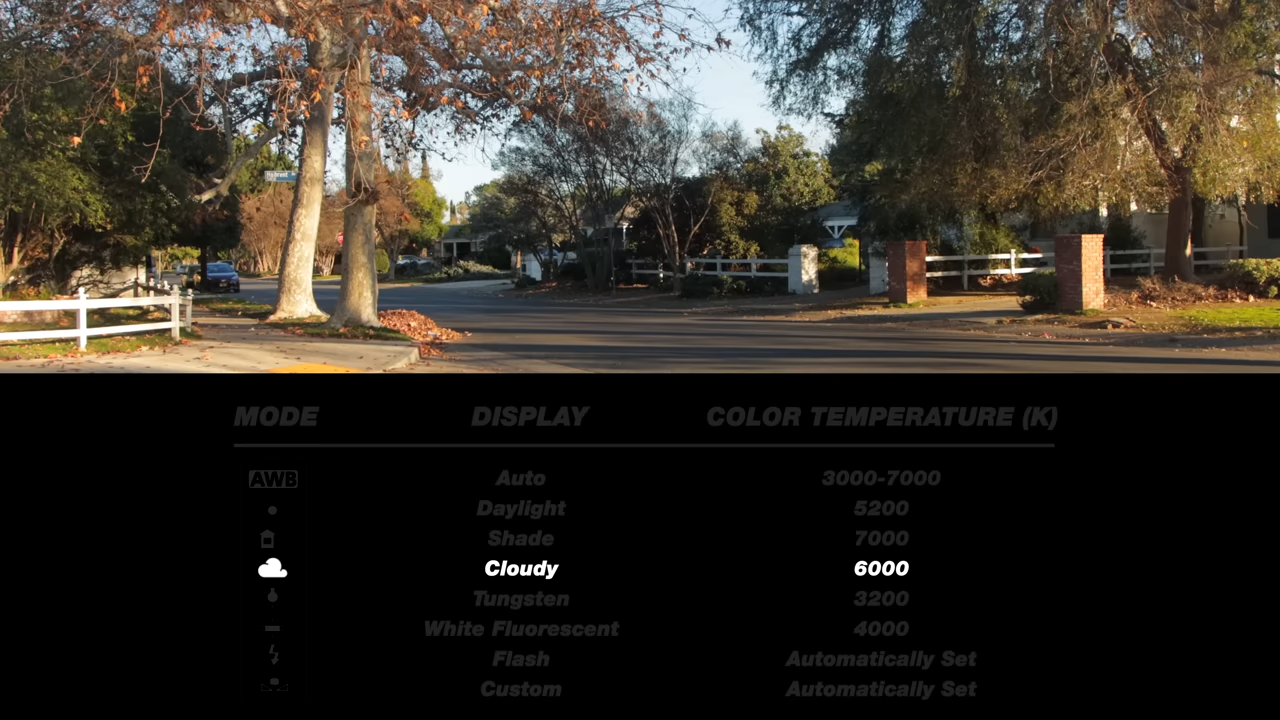 MODE DISPLAY COLOR TEMPERATURE (K)
AWB Auto 3000-7000
Daylight 5200
Shade 7000
Cloudy 6000
Tungsten 3200
White Fluorescent 4000
Flash Automatically Set
Custom Automatically Set